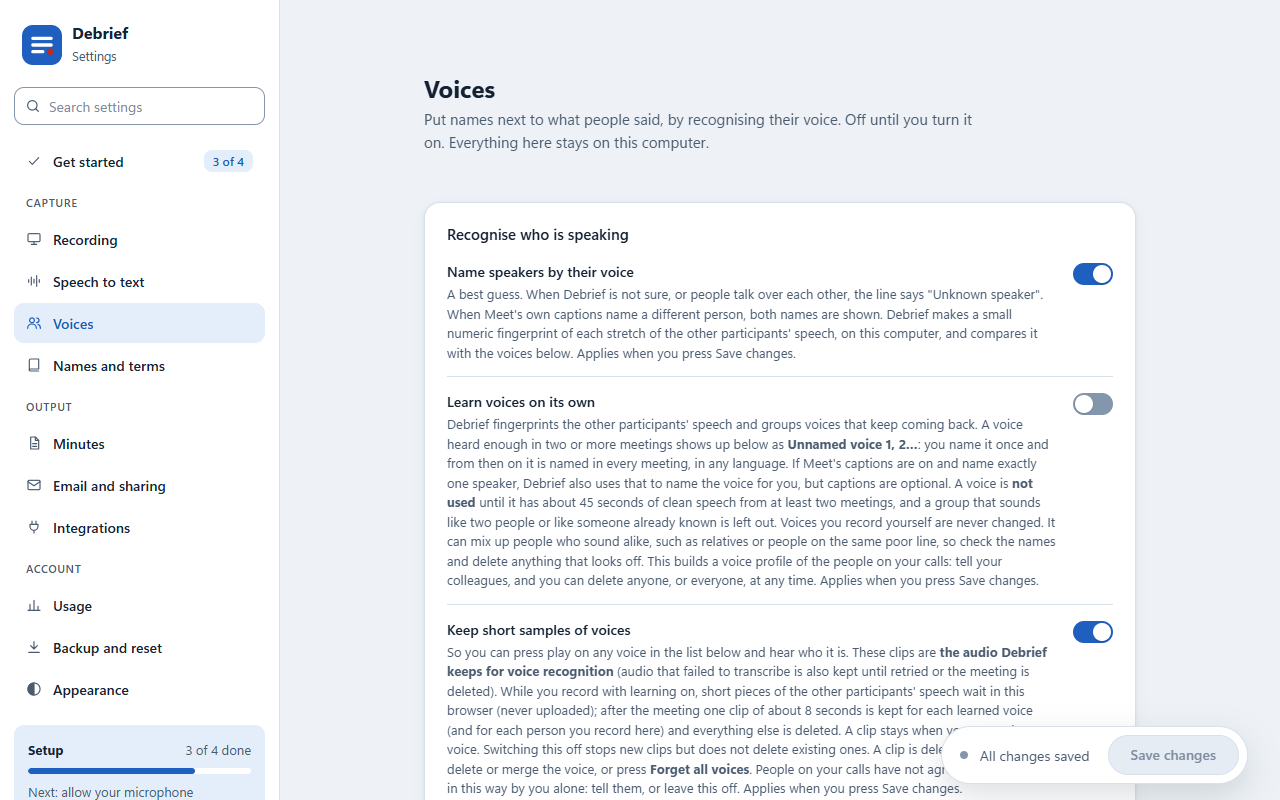 Debrief
Settings
Search settings
Get started
3 of 4
CAPTURE
Recording
Speech to text
Voices
Names and terms
OUTPUT
Minutes
Email and sharing
Integrations
ACCOUNT
Usage
Backup and reset
Appearance
Setup
3 of 4 done
Next: allow your microphone
Voices
Put names next to what people said, by recognising their voice. Off until you turn it
on. Everything here stays on this computer.
Recognise who is speaking
Name speakers by their voice
A best guess. When Debrief is not sure, or people talk over each other, the line says "Unknown speaker".
When Meet's own captions name a different person, both names are shown. Debrief makes a small
numeric fingerprint of each stretch of the other participants' speech, on this computer, and compares it
with the voices below. Applies when you press Save changes.
Learn voices on its own
Debrief fingerprints the other participants' speech and groups voices that keep coming back. A voice
heard enough in two or more meetings shows up below as Unnamed voice 1, 2...: you name it once and
from then on it is named in every meeting, in any language. If Meet's captions are on and name exactly
one speaker, Debrief also uses that to name the voice for you, but captions are optional. A voice is not
used until it has about 45 seconds of clean speech from at least two meetings, and a group that sounds
like two people or like someone already known is left out. Voices you record yourself are never changed. It
can mix up people who sound alike, such as relatives or people on the same poor line, so check the names
and delete anything that looks off. This builds a voice profile of the people on your calls: tell your
colleagues, and you can delete anyone, or everyone, at any time. Applies when you press Save changes.
Keep short samples of voices
So you can press play on any voice in the list below and hear who it is. These clips are the audio Debrief
keeps for voice recognition (audio that failed to transcribe is also kept until retried or the meeting is
deleted). While you record with learning on, short pieces of the other participants' speech wait in this
browser (never uploaded); after the meeting one clip of about 8 seconds is kept for each learned voice
(and for each person you record here) and everything else is deleted. A clip stays when
voice. Switching this off stops new clips but does not delete existing ones. A clip is
delete or merge the voice, or press Forget all voices. People on your calls have not
in this way by you alone: tell them, or leave this off. Applies when you press Save changes.
All changes saved
Save changes